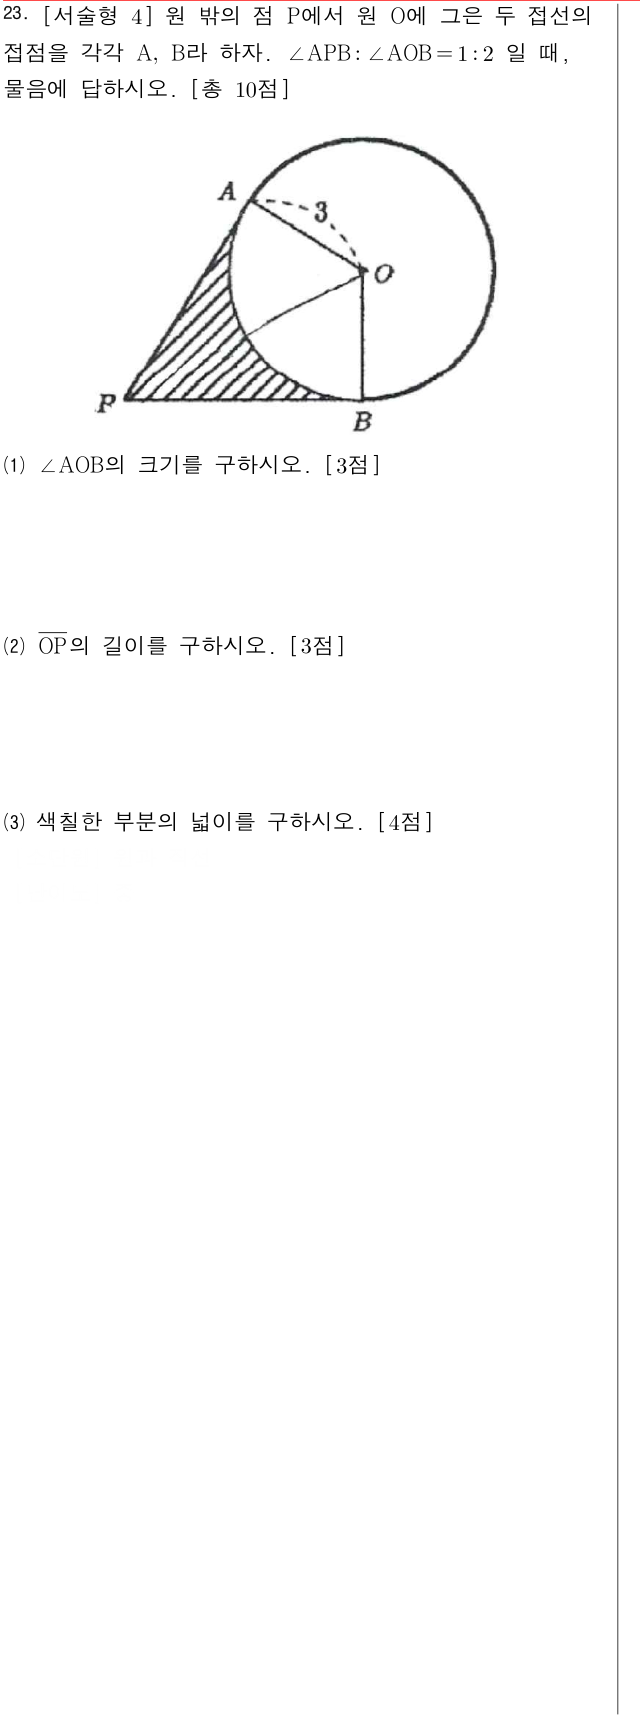 23. [서술형 4] 원 밖의 점 P에서 원 O에 그은 두 접선의
접점을 각각 A, B라 하자. ∠APB:∠AOB=1:2 일 때,
물음에 답하시오. [총 10점]
A
3
O
P
B
(1) ∠AOB의 크기를 구하시오. [3점]
(2) O̅P̅의 길이를 구하시오. [3점]
(3) 색칠한 부분의 넓이를 구하시오. [4점]